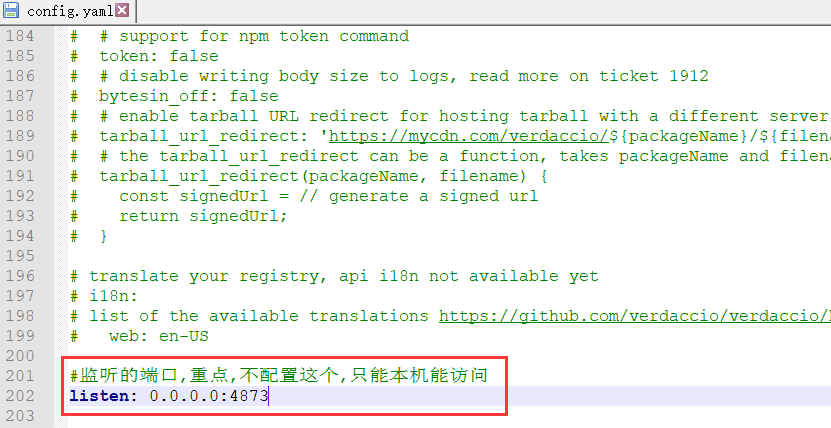 config.yaml
184 #  # support for npm token command
185 #  token: false
186 #  # disable writing body size to logs, read more on ticket 1912
187 #  bytesin_off: false
188 #  # enable tarball URL redirect for hosting tarball with a different server
189 #  tarball_url_redirect: 'https://mycdn.com/verdaccio/${packageName}/${filena
190 #  # the tarball_url_redirect can be a function, takes packageName and filena
191 #  tarball_url_redirect(packageName, filename) {
192 #    const signedUrl = // generate a signed url
193 #    return signedUrl;
194 #  }
195
196 # translate your registry, api i18n not available yet
197 # i18n:
198 # list of the available translations https://github.com/verdaccio/verdaccio/
199 #   web: en-US
200
201 #监听的端口,重点,不配置这个,只能本机能访问
202 listen: 0.0.0.0:4873
203